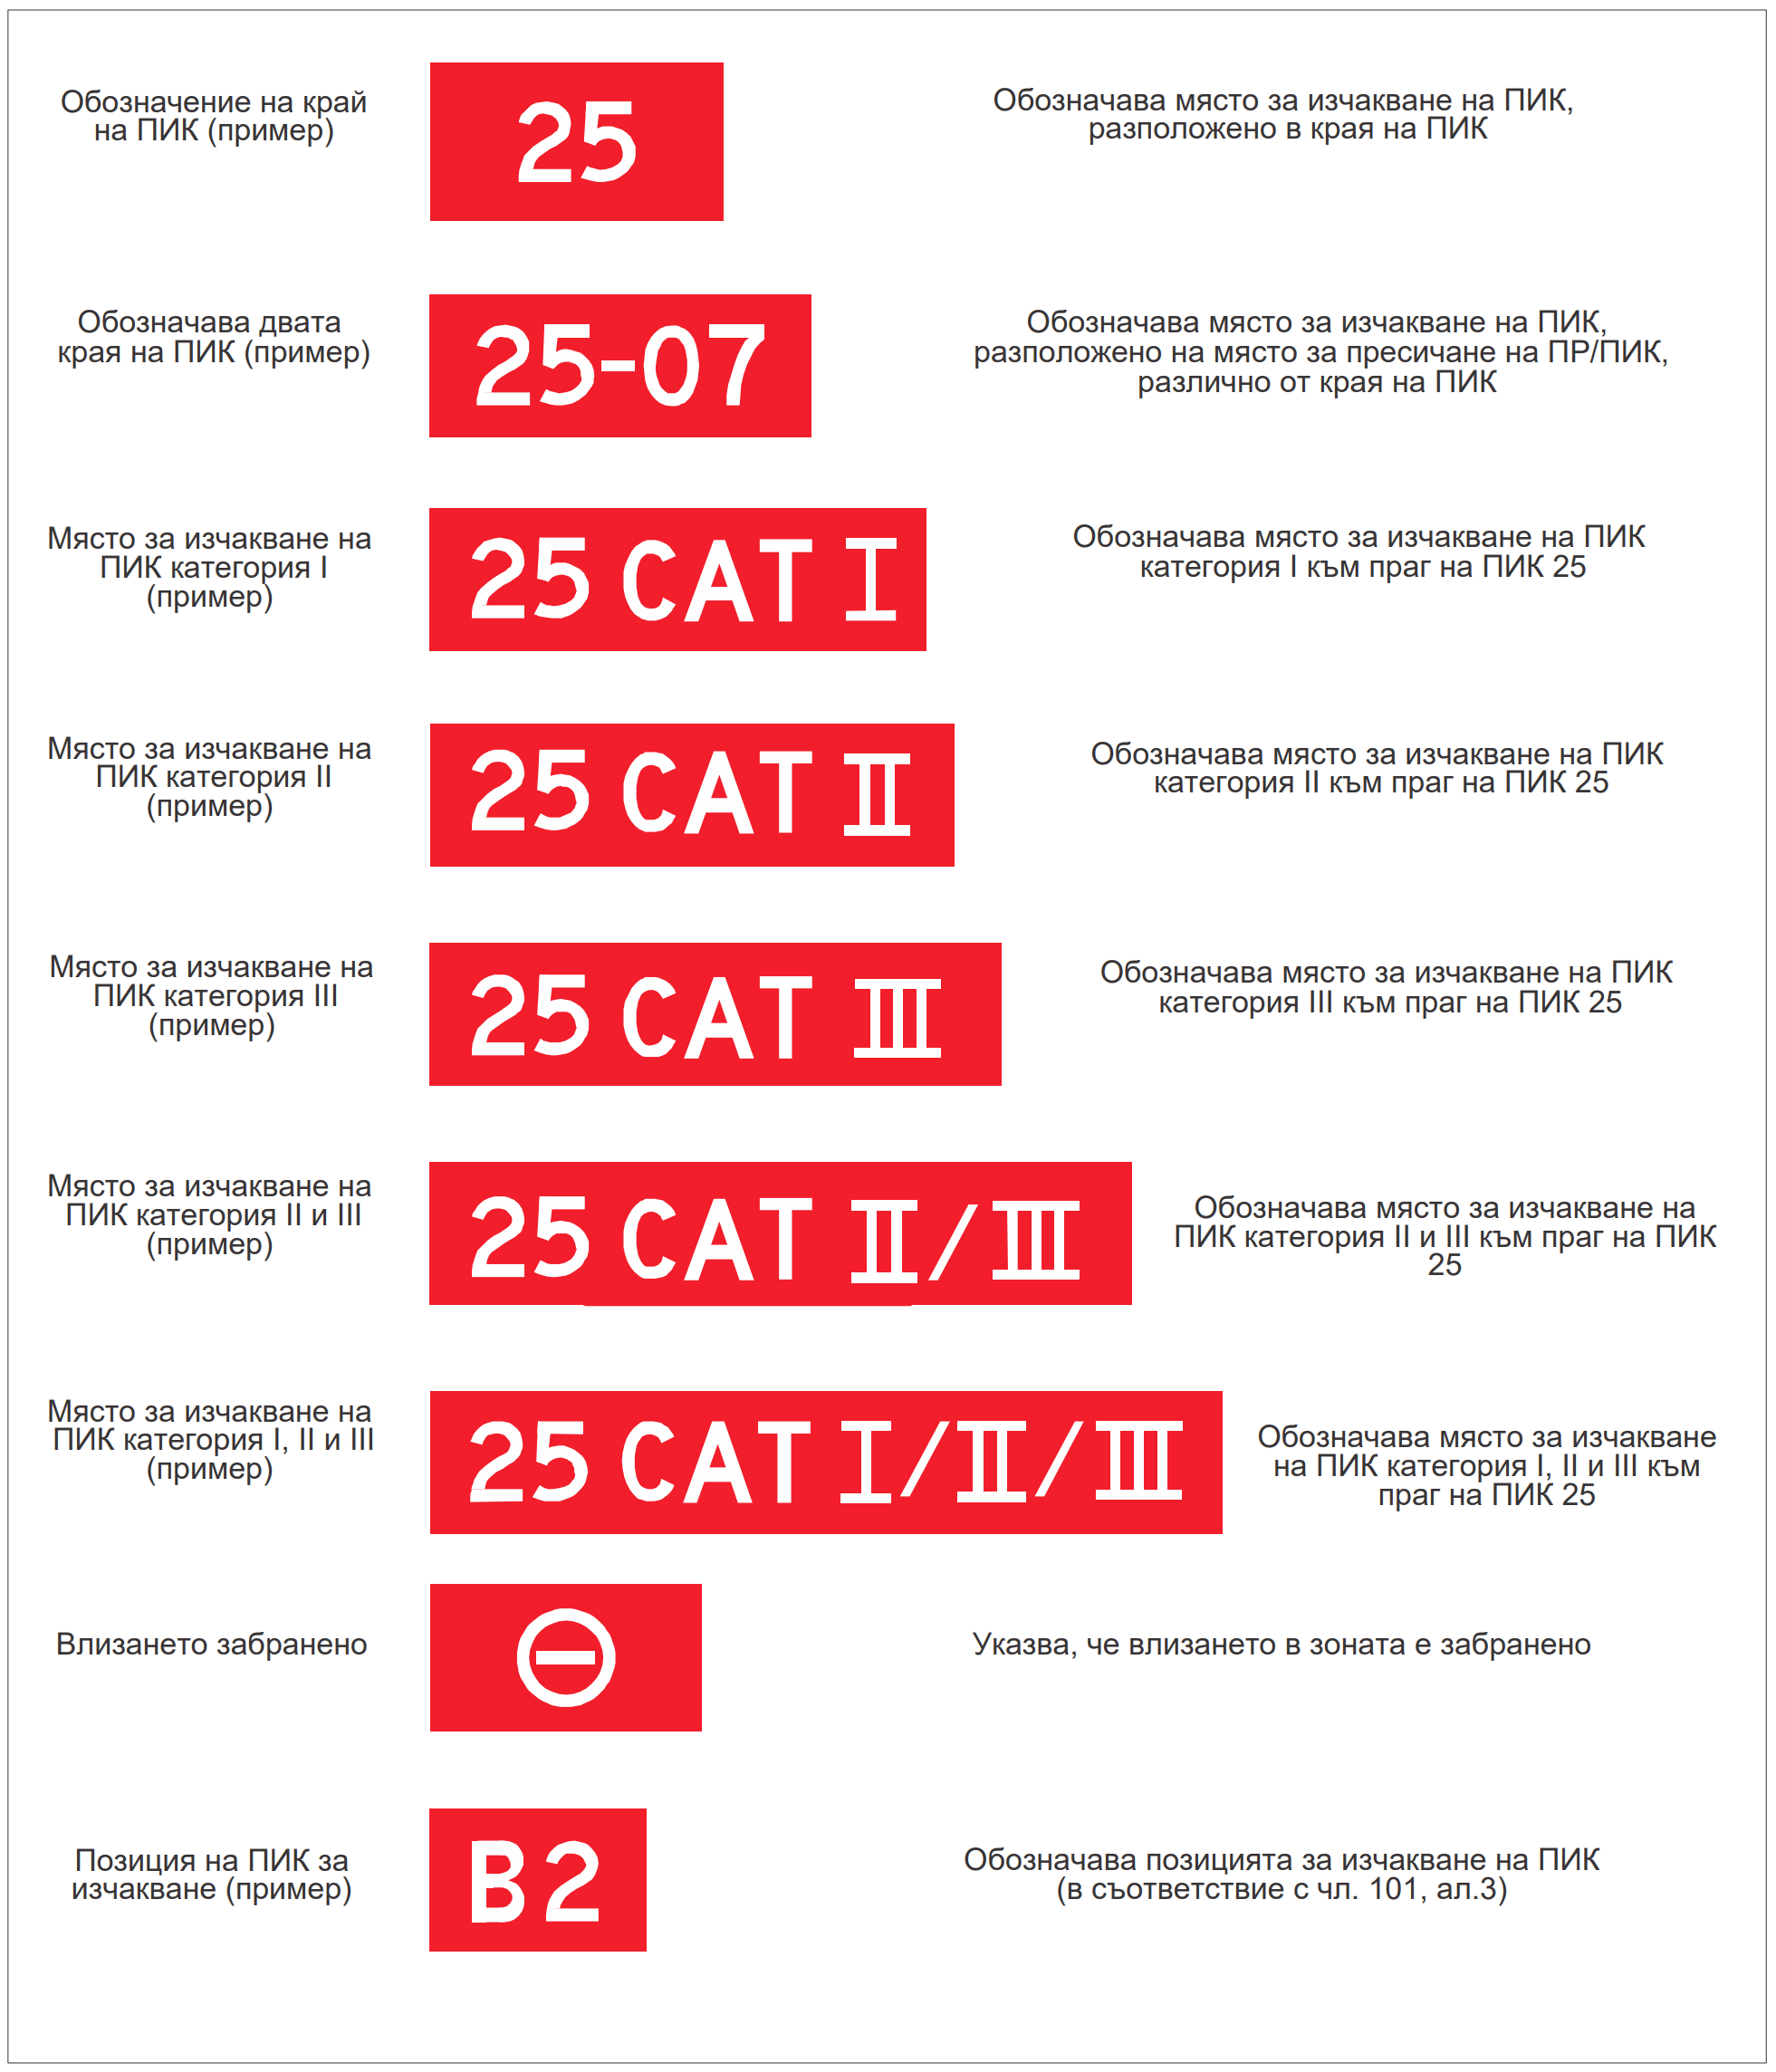 Обозначение на край
на ПИК (пример)
25
Обозначава място за изчакване на ПИК,
разположено в края на ПИК
Обозначава двата
края на ПИК (пример)
25-07
Обозначава място за изчакване на ПИК,
разположено на място за пресичане на ПР/ПИК,
различно от края на ПИК
Място за изчакване на
ПИК категория I
(пример)
25 CAT I
Обозначава място за изчакване на ПИК
категория I към праг на ПИК 25
Място за изчакване на
ПИК категория II
(пример)
25 CAT II
Обозначава място за изчакване на ПИК
категория II към праг на ПИК 25
Място за изчакване на
ПИК категория III
(пример)
25 CAT III
Обозначава място за изчакване на ПИК
категория III към праг на ПИК 25
Място за изчакване на
ПИК категория II и III
(пример)
25 CAT II/III
Обозначава място за изчакване на
ПИК категория II и III към праг на ПИК
25
Място за изчакване на
ПИК категория I, II и III
(пример)
25 CAT I/II/III
Обозначава място за изчакване
на ПИК категория I, II и III към
праг на ПИК 25
Влизането забранено
Указва, че влизането в зоната е забранено
Позиция на ПИК за
изчакване (пример)
B2
Обозначава позицията за изчакване на ПИК
(в съответствие с чл. 101, ал.3)